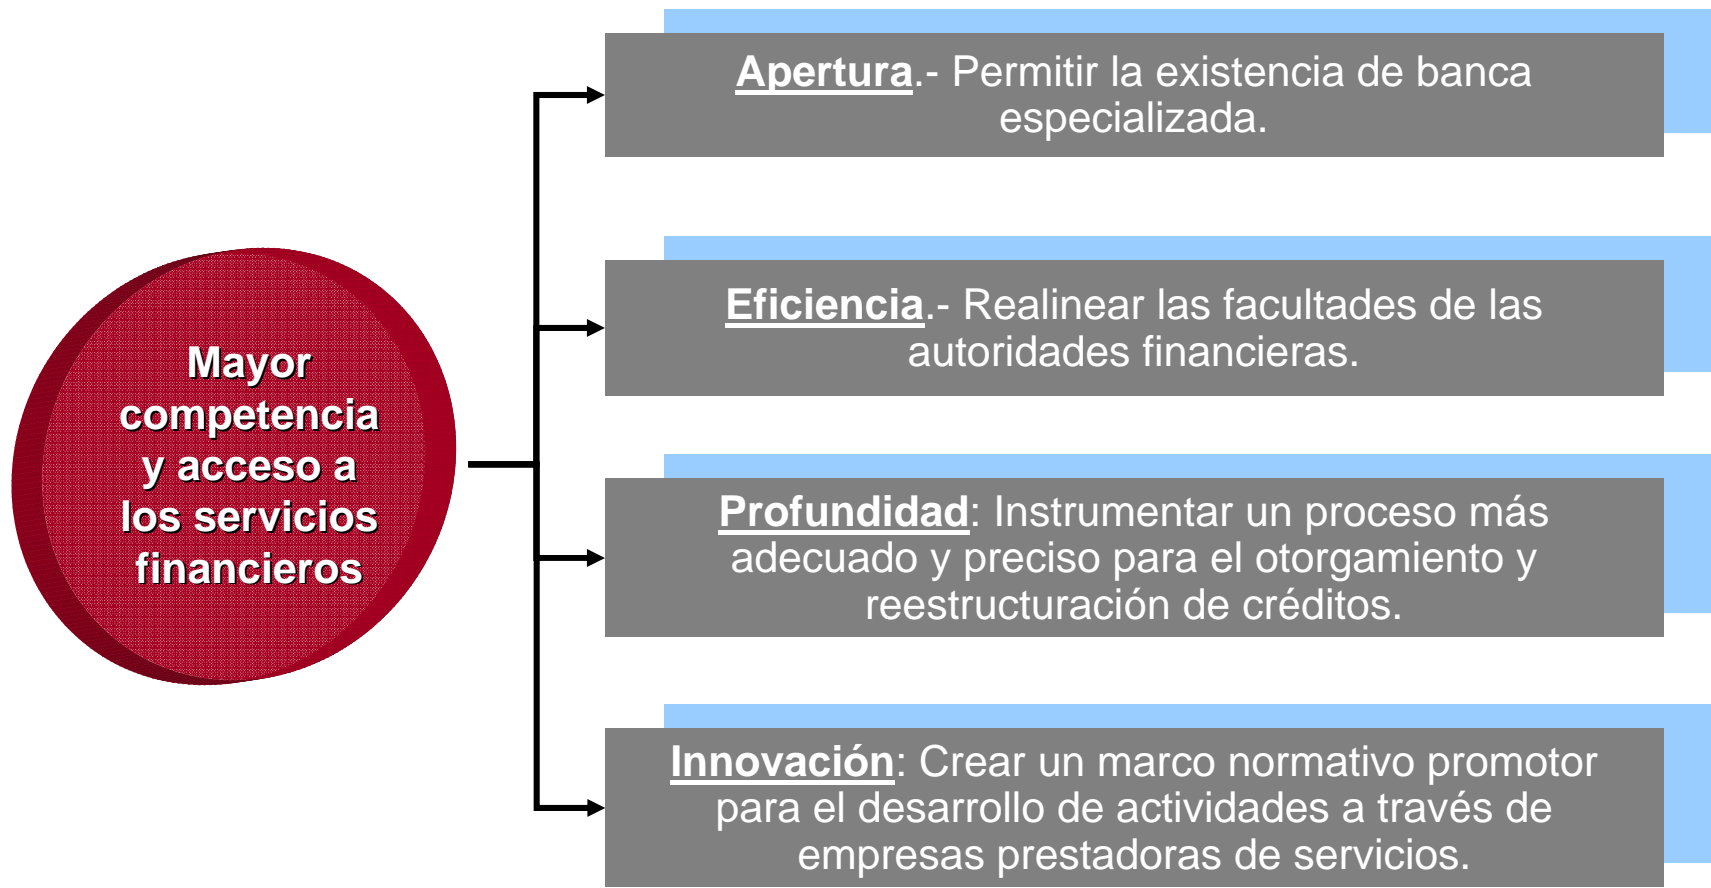 Mayor
competencia
y acceso a
los servicios
financieros
Apertura.- Permitir la existencia de banca
especializada.
Eficiencia.- Realinear las facultades de las
autoridades financieras.
Profundidad: Instrumentar un proceso más
adecuado y preciso para el otorgamiento y
reestructuración de créditos.
Innovación: Crear un marco normativo promotor
para el desarrollo de actividades a través de
empresas prestadoras de servicios.